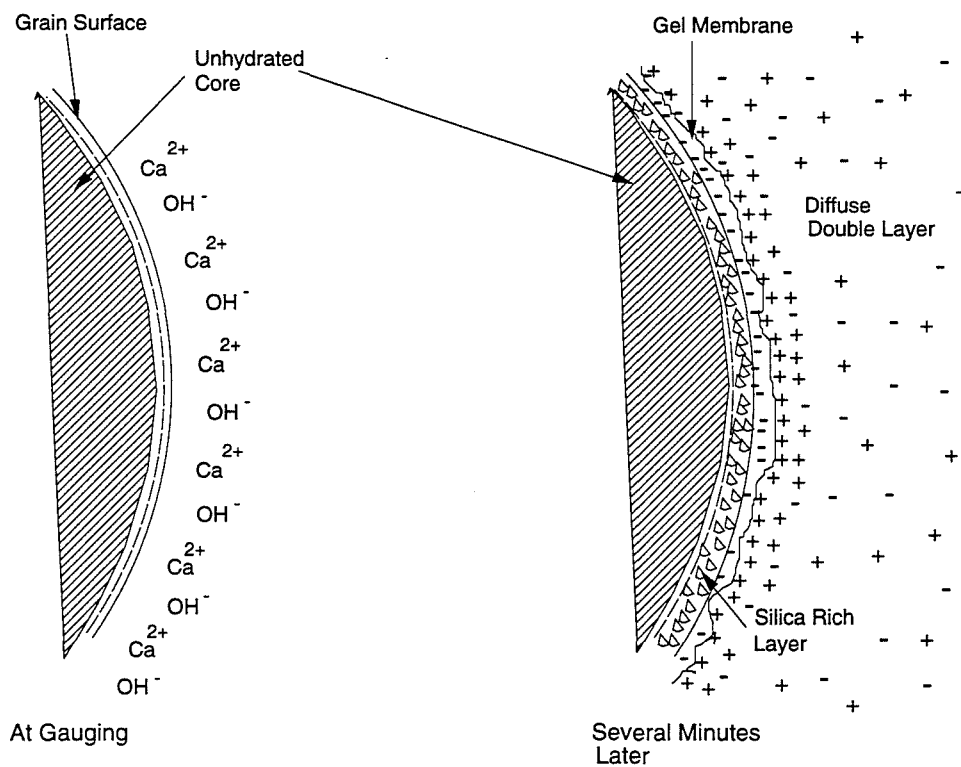 Grain Surface
Unhydrated
Core
Ca2+
OH-
Ca2+
OH-
Ca2+
OH-
Ca2+
OH-
Ca2+
OH-
Ca2+
OH-
At Gauging
Gel Membrane
Diffuse
Double Layer
Silica Rich
Layer
Several Minutes
Later